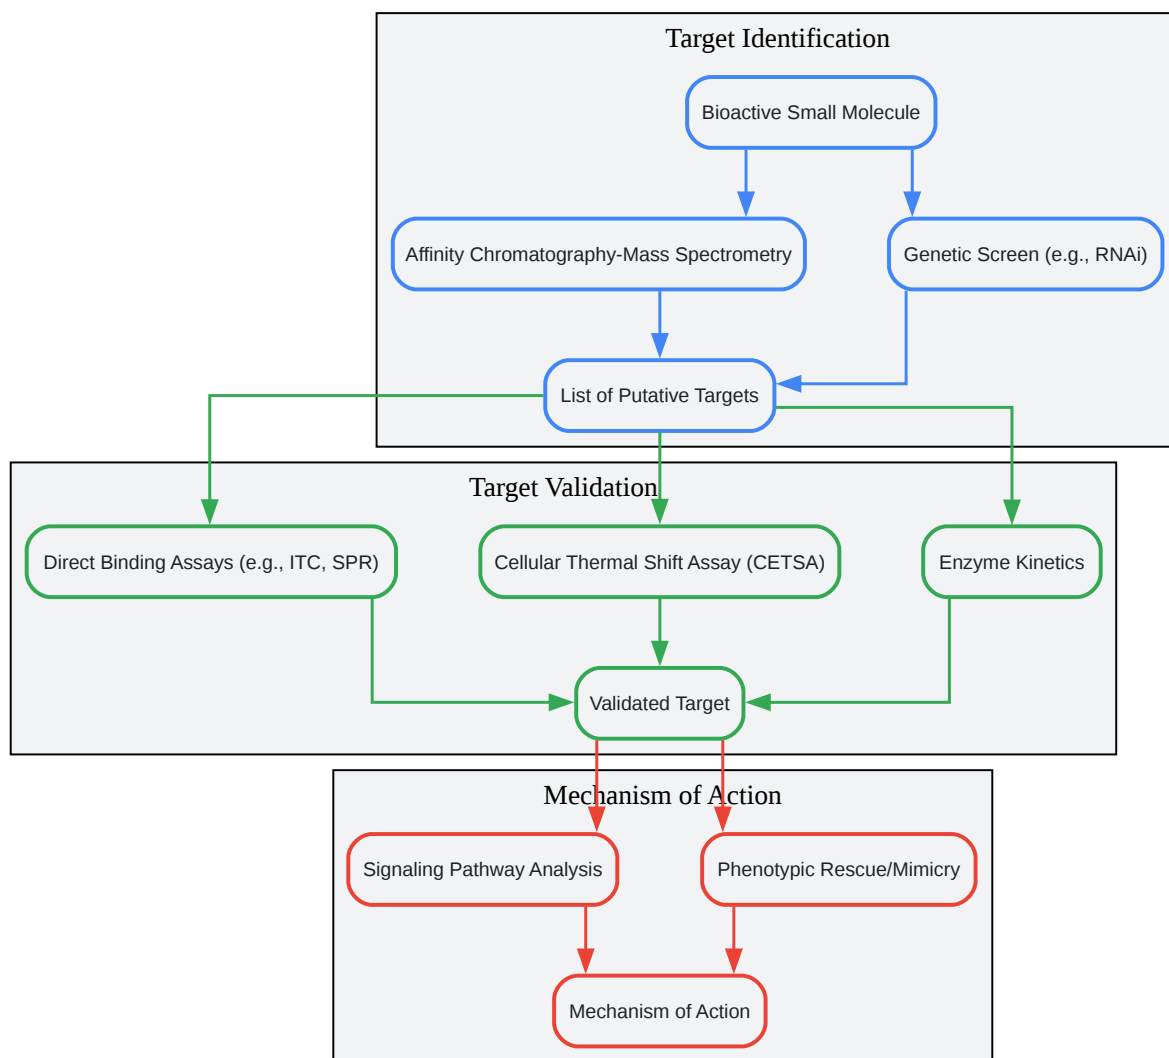 Target Identification
Bioactive Small Molecule
Affinity Chromatography-Mass Spectrometry
Genetic Screen (e.g., RNAi)
List of Putative Targets
Target Validation
Direct Binding Assays (e.g., ITC, SPR)
Cellular Thermal Shift Assay (CETSA)
Enzyme Kinetics
Validated Target
Mechanism of Action
Signaling Pathway Analysis
Phenotypic Rescue/Mimicry
Mechanism of Action